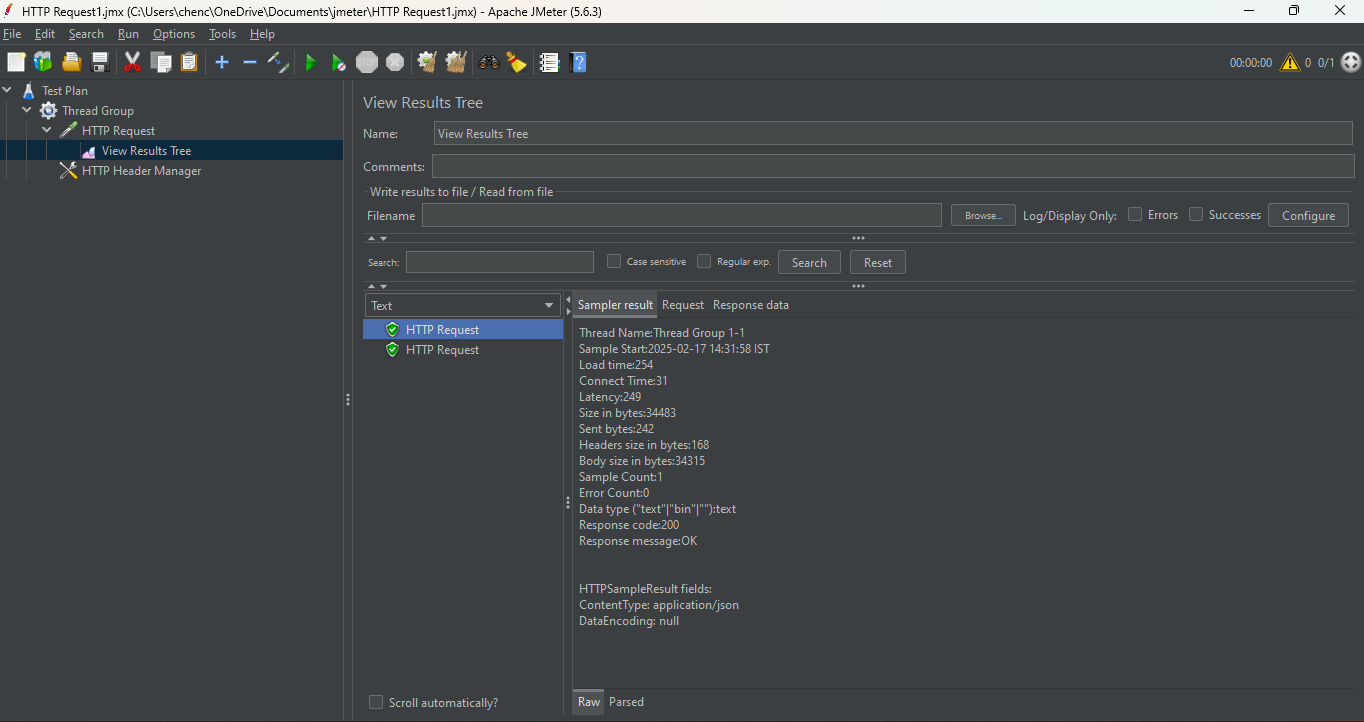 HTTP Request1.jmx (C:\Users\chenc\OneDrive\Documents\jmeter\HTTP Request1.jmx) - Apache JMeter (5.6.3)
File Edit Search Run Options Tools Help
STOP
00:00:00 0 0/1
Test Plan
Thread Group
HTTP Request
View Results Tree
HTTP Header Manager
View Results Tree
Name: View Results Tree
Comments:
Write results to file / Read from file
Filename Browse... Log/Display Only: Errors Successes Configure
Search: Case sensitive Regular exp. Search Reset
Text
HTTP Request
HTTP Request
Scroll automatically?
Sampler result Request Response data
Thread Name:Thread Group 1-1
Sample Start:2025-02-17 14:31:58 IST
Load time:254
Connect Time:31
Latency:249
Size in bytes:34483
Sent bytes:242
Headers size in bytes:168
Body size in bytes:34315
Sample Count:1
Error Count:0
Data type ("text"|"bin"|""):text
Response code:200
Response message:OK
HTTPSampleResult fields:
ContentType: application/json
DataEncoding: null
Raw Parsed